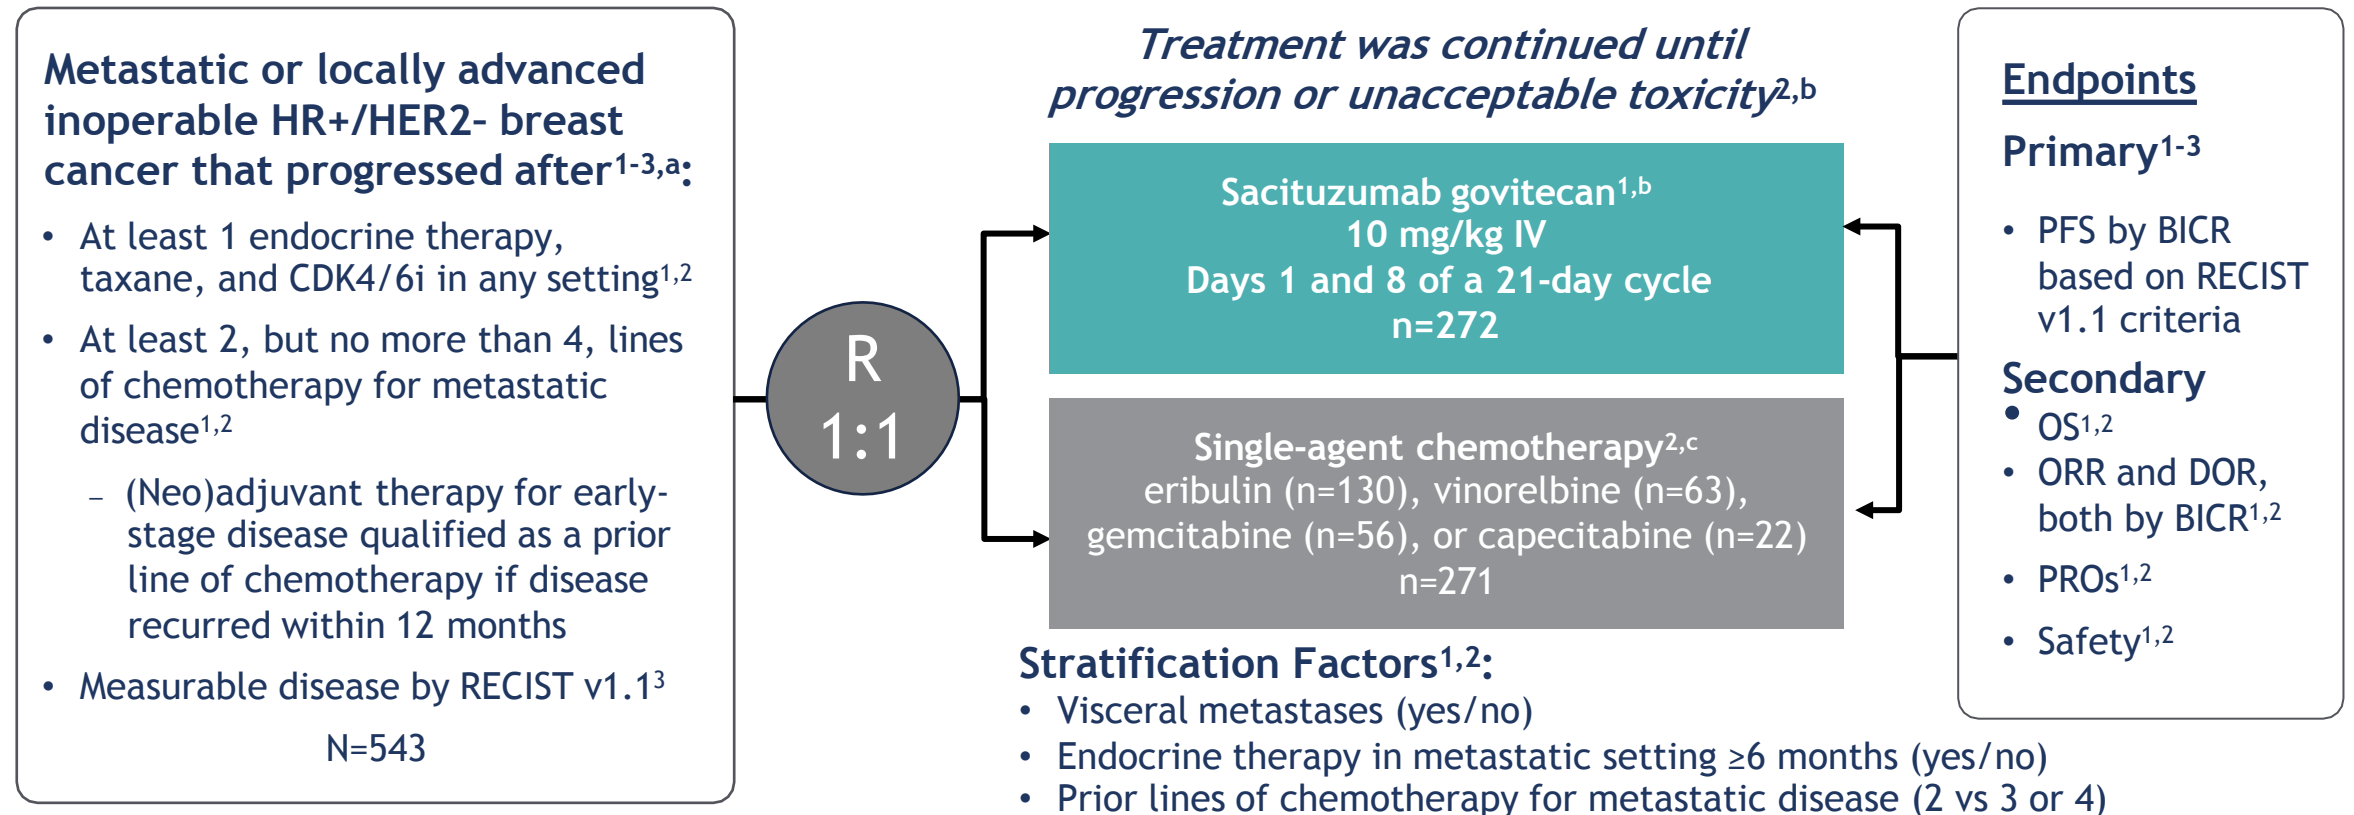 Metastatic or locally advanced
inoperable HR+/HER2– breast
cancer that progressed after1-3,a:
• At least 1 endocrine therapy,
taxane, and CDK4/6i in any setting1,2
• At least 2, but no more than 4, lines
of chemotherapy for metastatic
disease1,2
– (Neo)adjuvant therapy for early-
stage disease qualified as a prior
line of chemotherapy if disease
recurred within 12 months
• Measurable disease by RECIST v1.13
N=543
R
1:1
Treatment was continued until
progression or unacceptable toxicity2,b
Sacituzumab govitecan1,b
10 mg/kg IV
Days 1 and 8 of a 21-day cycle
n=272
Single-agent chemotherapy2,c
eribulin (n=130), vinorelbine (n=63),
gemcitabine (n=56), or capecitabine (n=22)
n=271
Stratification Factors1,2:
• Visceral metastases (yes/no)
• Endocrine therapy in metastatic setting ≥6 months (yes/no)
• Prior lines of chemotherapy for metastatic disease (2 vs 3 or 4)
Endpoints
Primary1-3
• PFS by BICR
based on RECIST
v1.1 criteria
Secondary
• OS1,2
• ORR and DOR,
both by BICR1,2
• PROs1,2
• Safety1,2